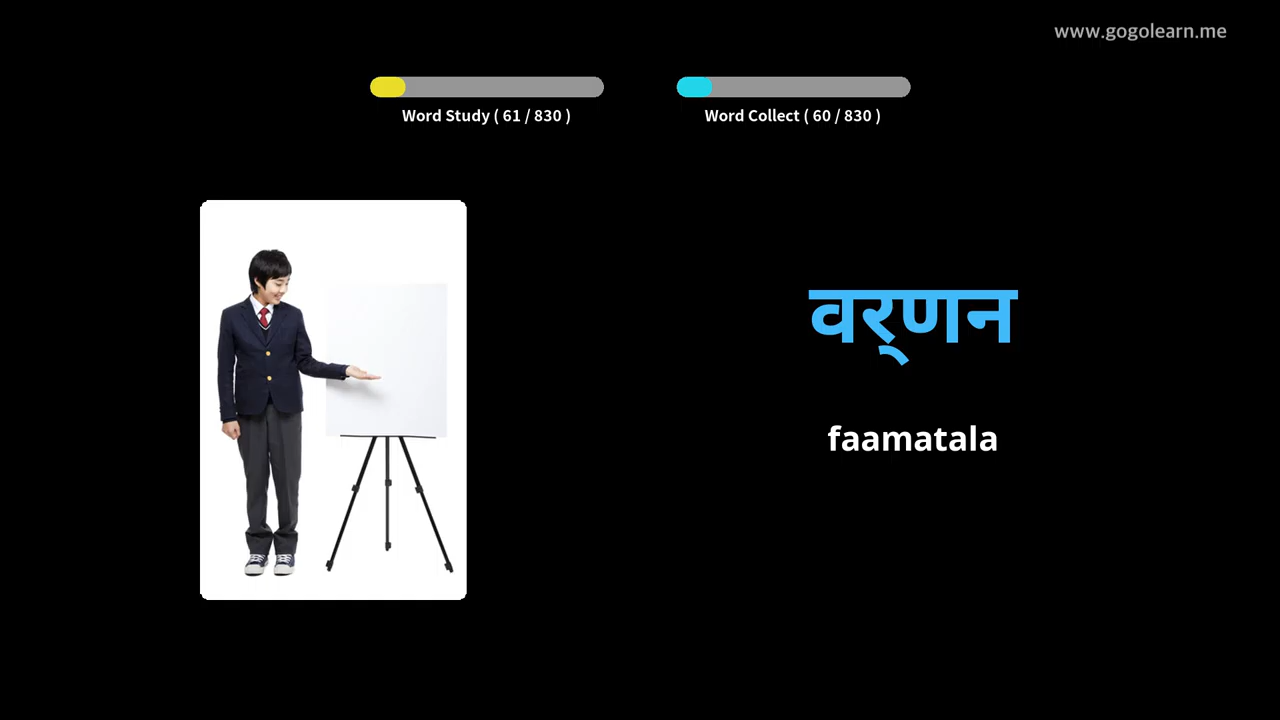 www.gogolearn.me
Word Study ( 61 / 830 )
Word Collect ( 60 / 830 )
वर्‌णन
faamatala